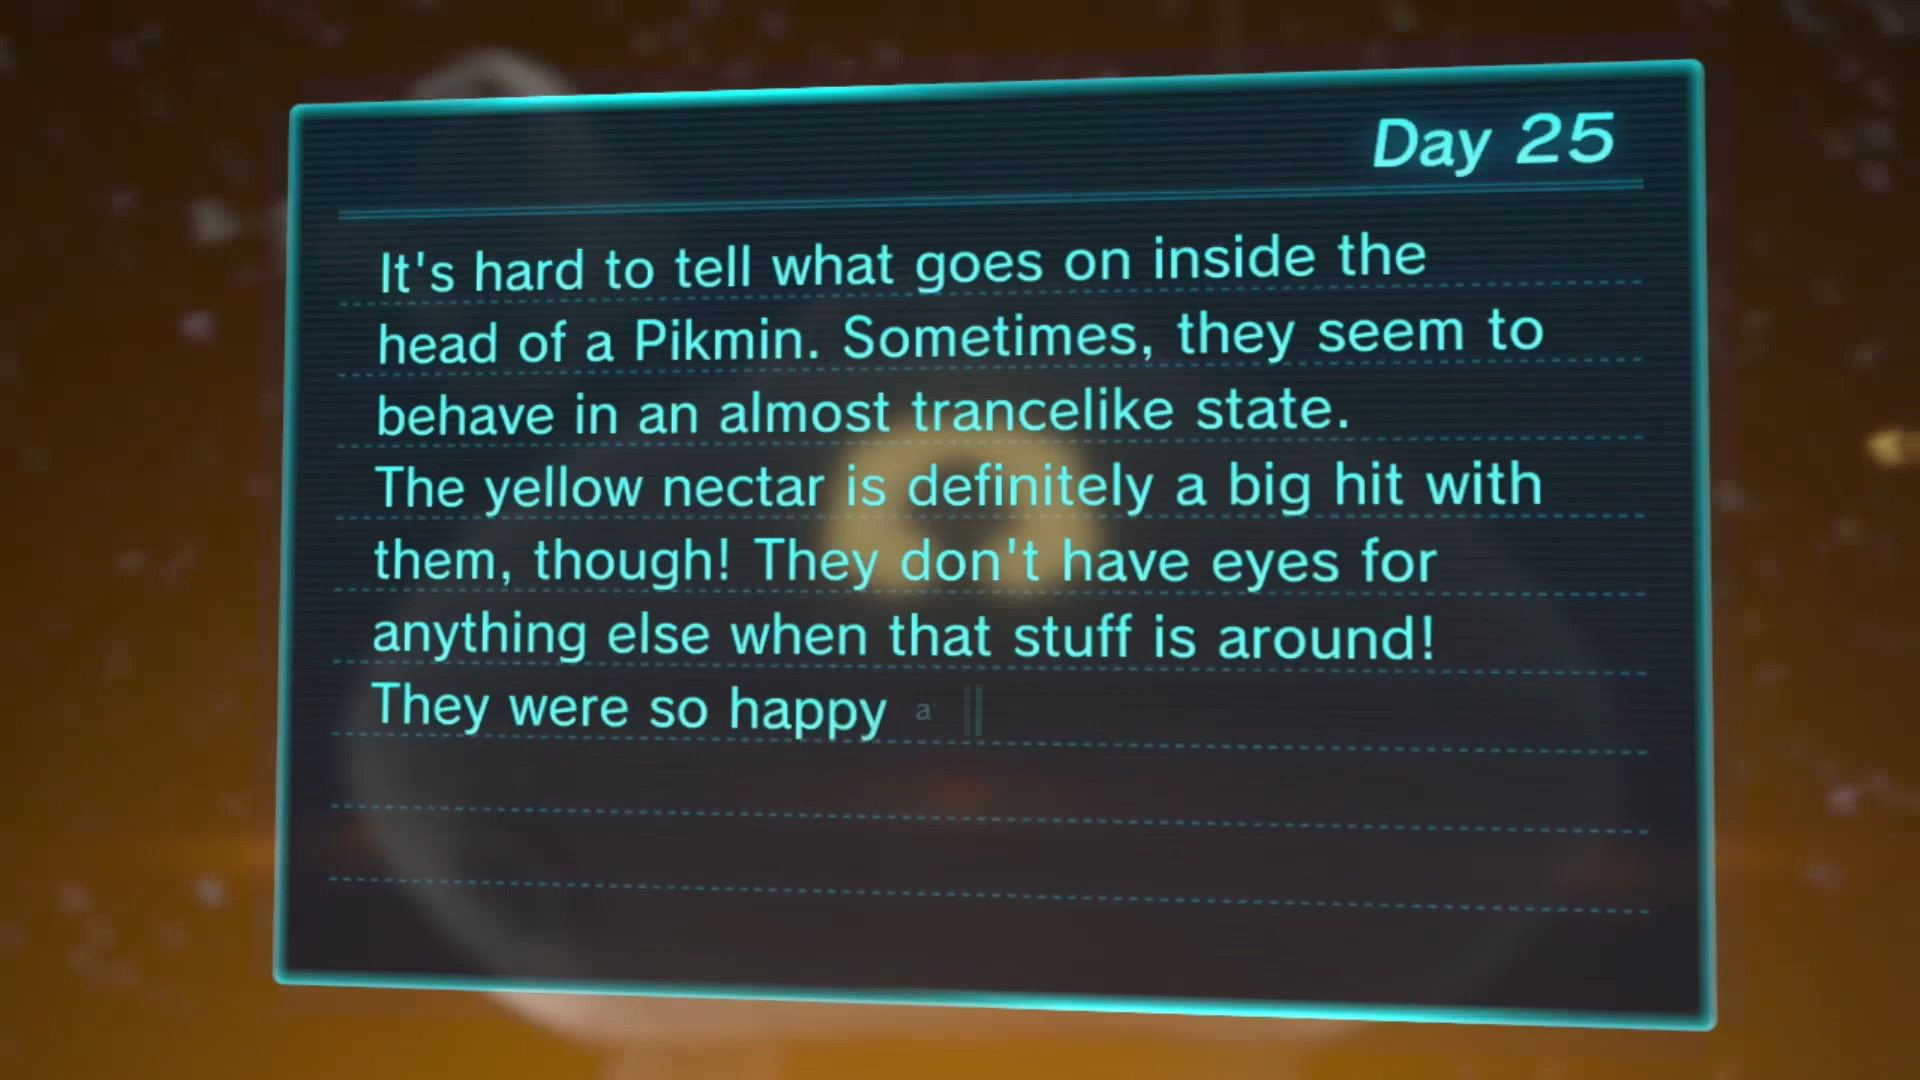 Day 25
It's hard to tell what goes on inside the
head of a Pikmin. Sometimes, they seem to
behave in an almost trancelike state.
The yellow nectar is definitely a big hit with
them, though! They don't have eyes for
anything else when that stuff is around!
They were so happy a